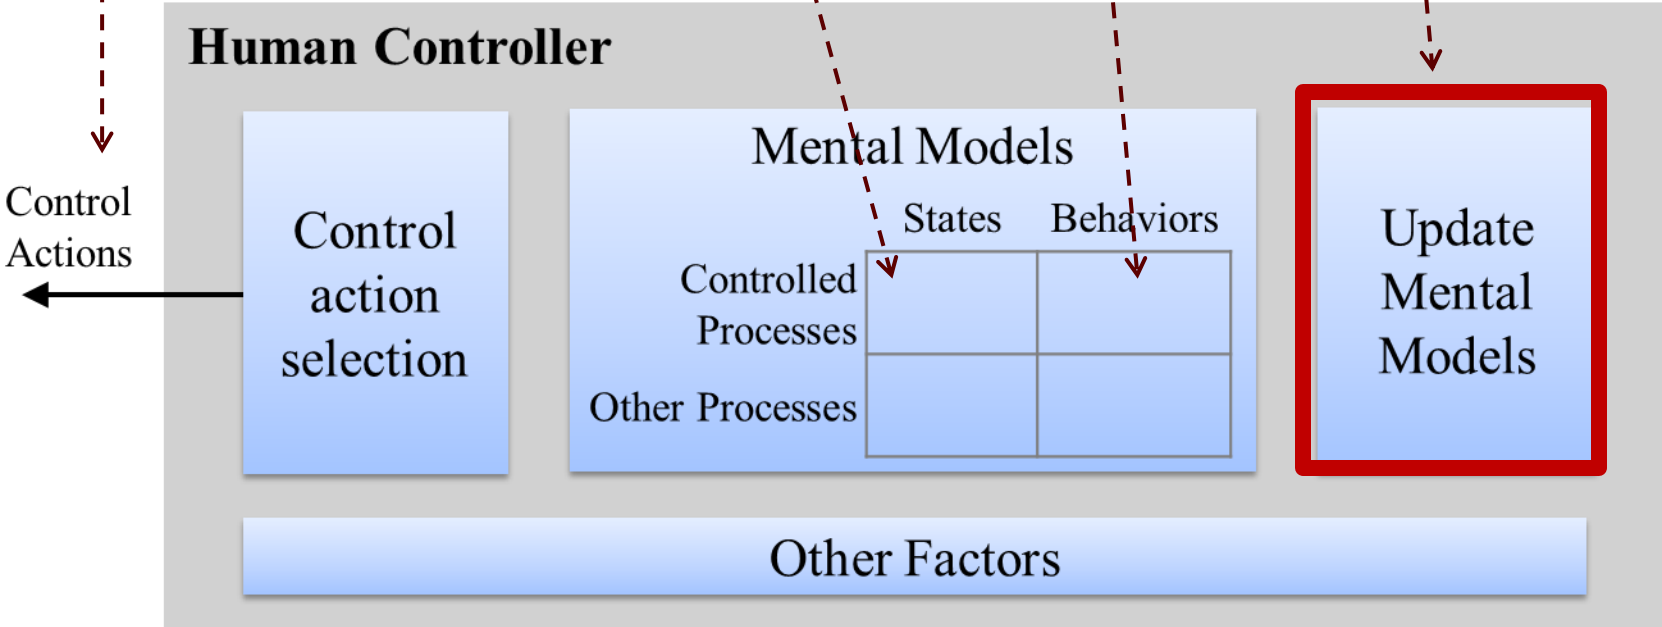 Human Controller
Control
Actions
Control
action
selection
Mental Models
States Behaviors
Controlled
Processes
Other Processes
Update
Mental
Models
Other Factors